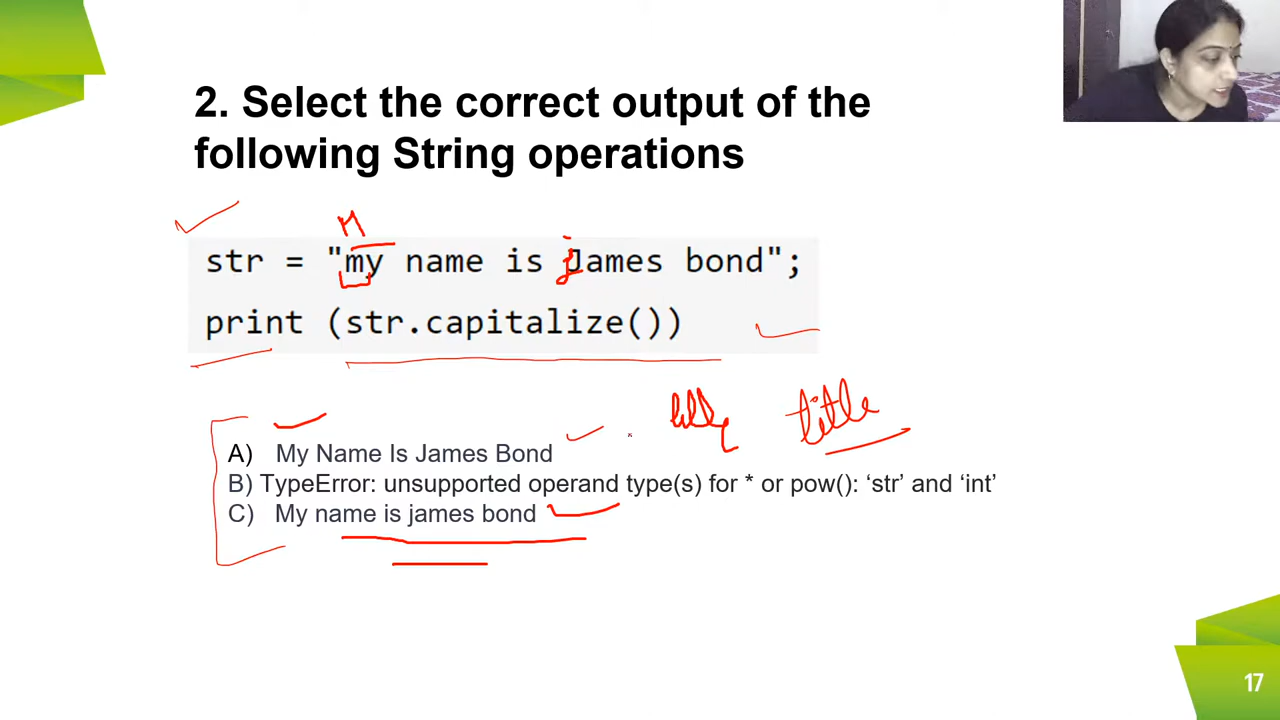 2. Select the correct output of the
following String operations
M
str = "my name is James bond";
j
print (str.capitalize())
title
A) My Name Is James Bond
B) TypeError: unsupported operand type(s) for * or pow(): ‘str’ and ‘int’
C) My name is james bond
17